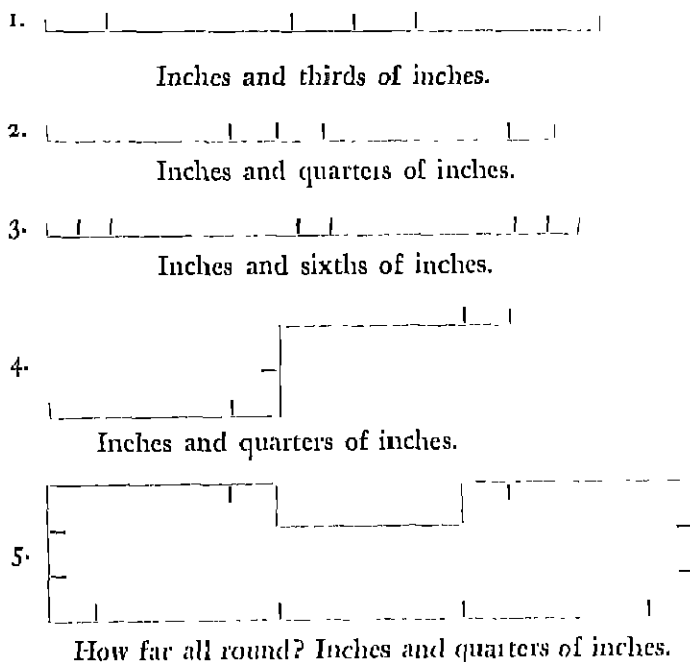 1.
Inches and thirds of inches.
2.
Inches and quarters of inches.
3.
Inches and sixths of inches.
4.
Inches and quarters of inches.
5.
How far all round? Inches and quarters of inches.